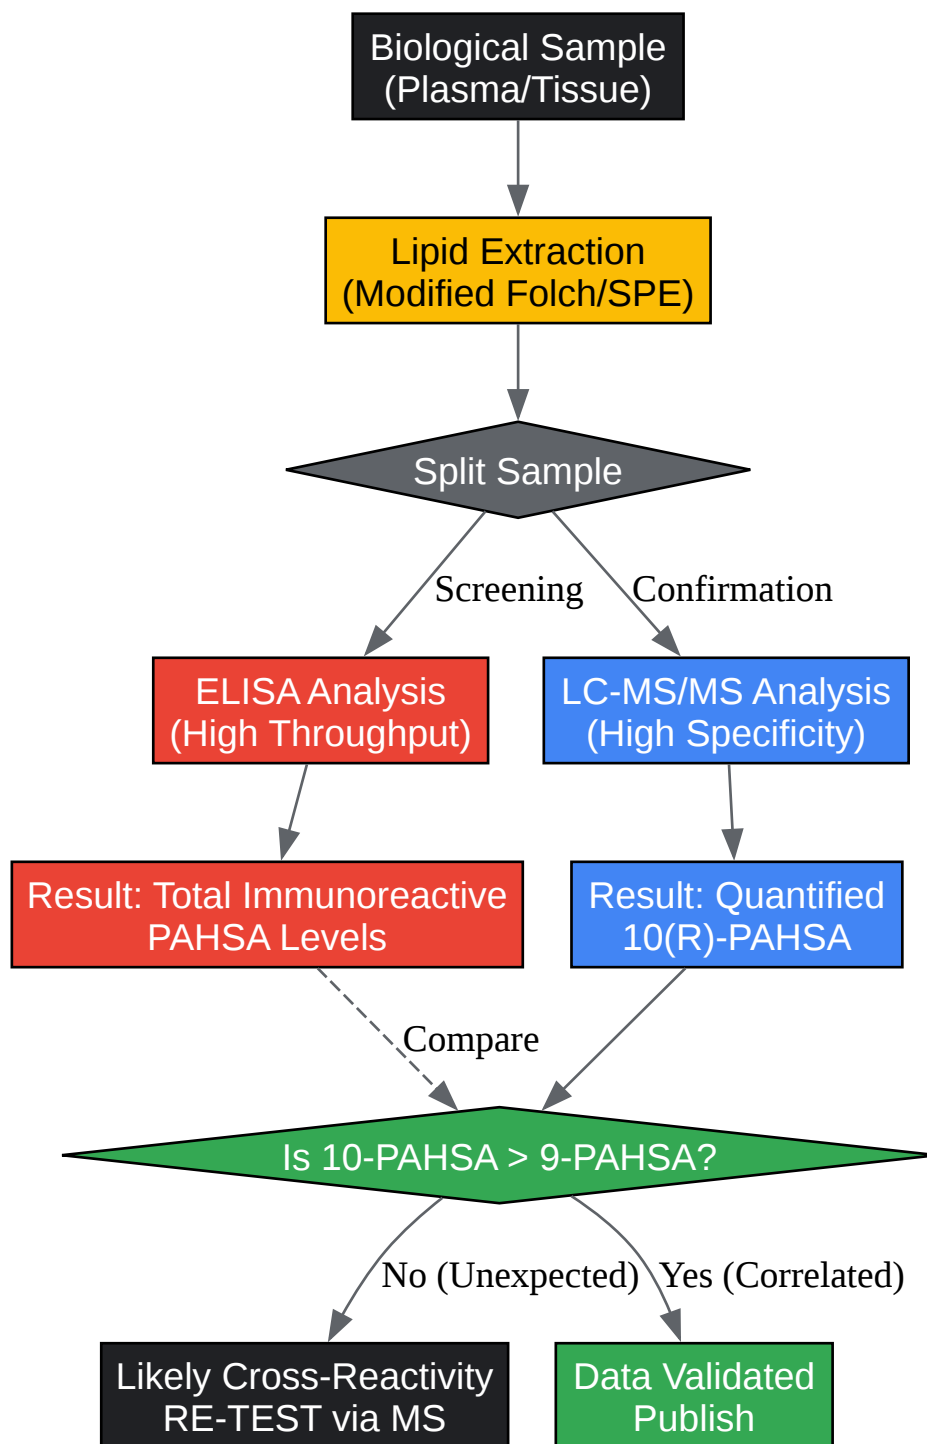 Biological Sample
(Plasma/Tissue)
Lipid Extraction
(Modified Folch/SPE)
Split Sample
Screening
Confirmation
ELISA Analysis
(High Throughput)
LC-MS/MS Analysis
(High Specificity)
Result: Total Immunoreactive
PAHSA Levels
Result: Quantified
10(R)-PAHSA
Compare
Is 10-PAHSA > 9-PAHSA?
No (Unexpected)
Yes (Correlated)
Likely Cross-Reactivity
RE-TEST via MS
Data Validated
Publish